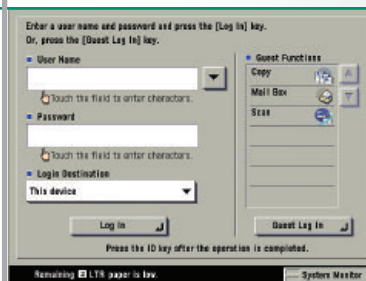 Enter a user name and password and press the [Log In] key.
Or, press the [Guest Log In] key.
User Name
Touch the field to enter characters.
Password
Touch the field to enter characters.
Login Destination
This device
Log In
Guest Functions
Copy
Mail Box
Scan
Guest Log In
Press the ID key after the operation is completed.
Remaining LTR paper is low.
System Monitor